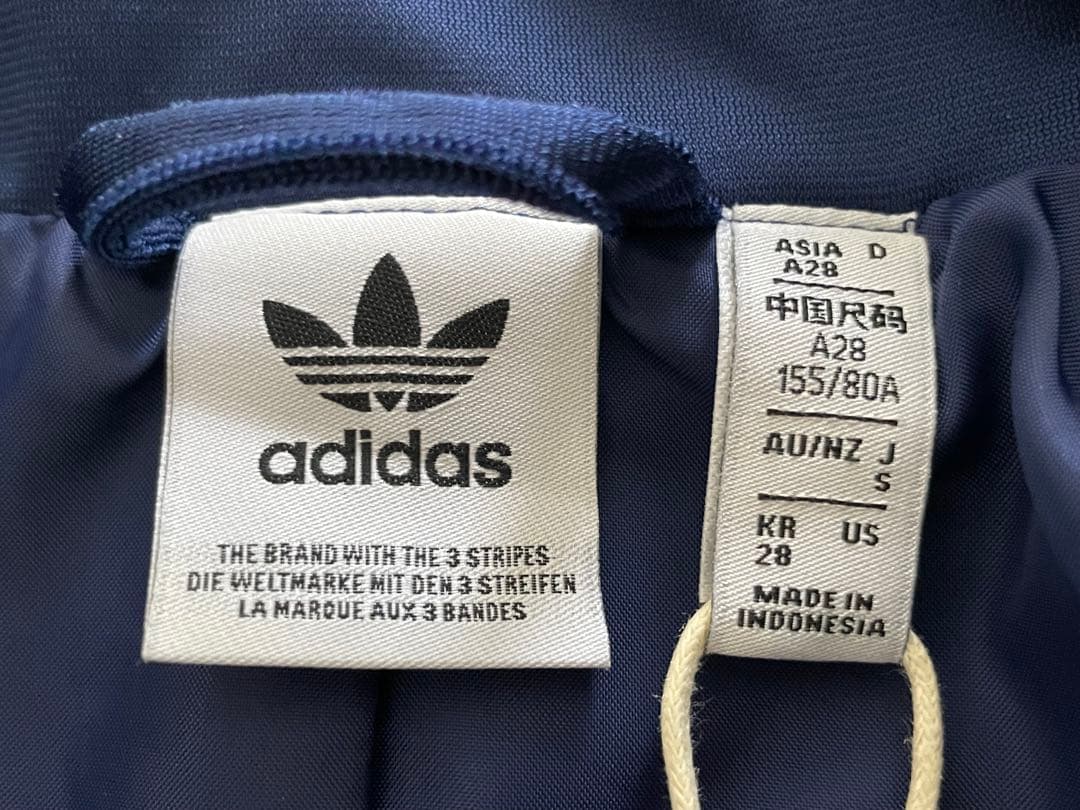 adidas
THE BRAND WITH THE 3 STRIPES
DIE WELTMARKE MIT DEN 3 STREIFEN
LA MARQUE AUX 3 BANDES
ASIA D
A28
中国尺码
A28
155/80A
AU/NZ J
S
KR US
28
MADE IN
INDONESIA